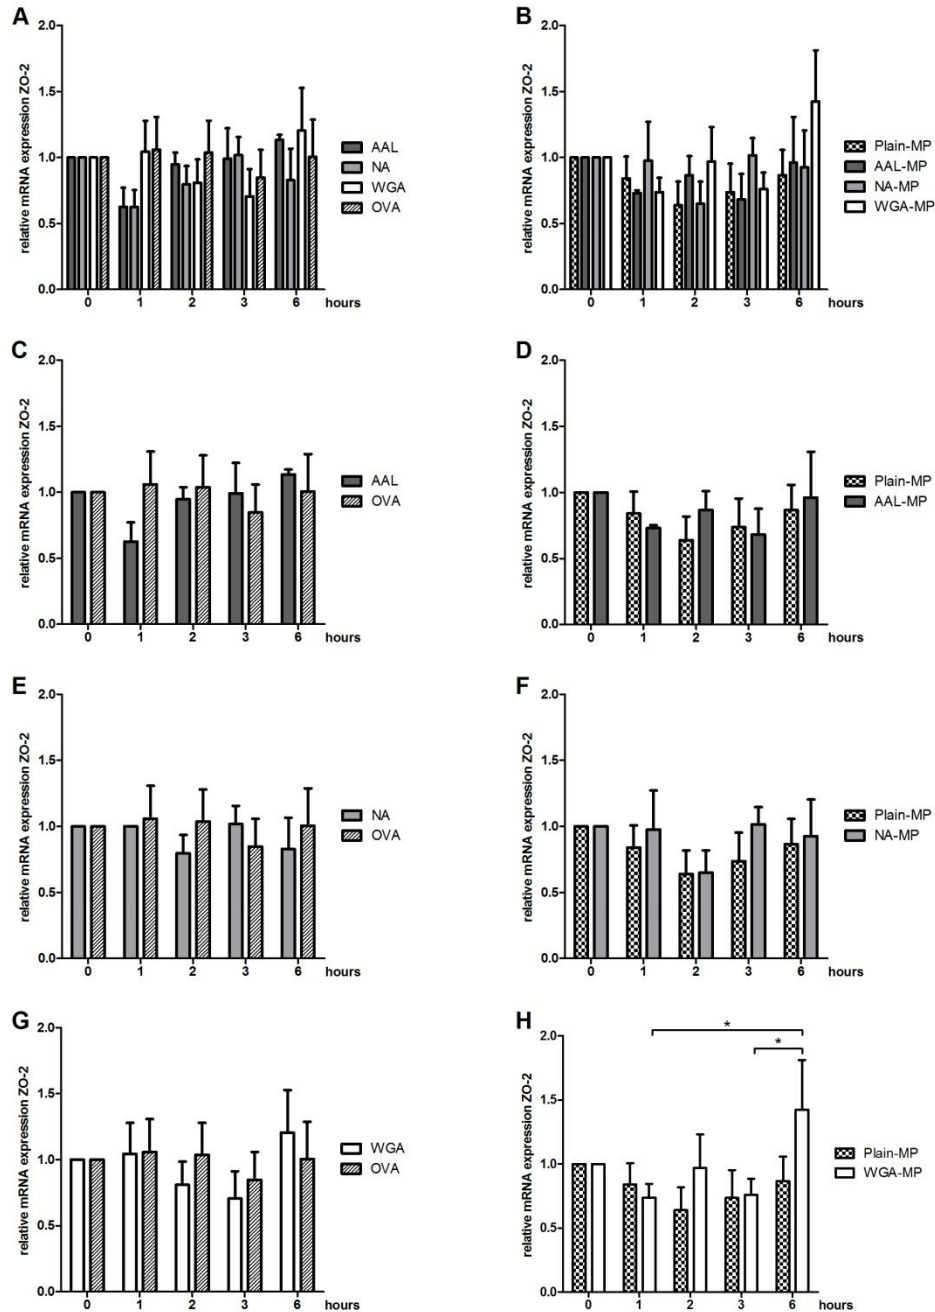 A
relative mRNA expression ZO-2
2.0
1.5
1.0
0.5
0.0
0 1 2 3 6 hours
AAL
NA
WGA
OVA
B
relative mRNA expression ZO-2
2.0
1.5
1.0
0.5
0.0
0 1 2 3 6 hours
Plain-MP
AAL-MP
NA-MP
WGA-MP
C
relative mRNA expression ZO-2
2.0
1.5
1.0
0.5
0.0
0 1 2 3 6 hours
AAL
OVA
D
relative mRNA expression ZO-2
2.0
1.5
1.0
0.5
0.0
0 1 2 3 6 hours
Plain-MP
AAL-MP
E
relative mRNA expression ZO-2
2.0
1.5
1.0
0.5
0.0
0 1 2 3 6 hours
NA
OVA
F
relative mRNA expression ZO-2
2.0
1.5
1.0
0.5
0.0
0 1 2 3 6 hours
Plain-MP
NA-MP
G
relative mRNA expression ZO-2
2.0
1.5
1.0
0.5
0.0
0 1 2 3 6 hours
WGA
OVA
H
relative mRNA expression ZO-2
2.0
1.5
1.0
0.5
0.0
0 1 2 3 6 hours
*
*
Plain-MP
WGA-MP